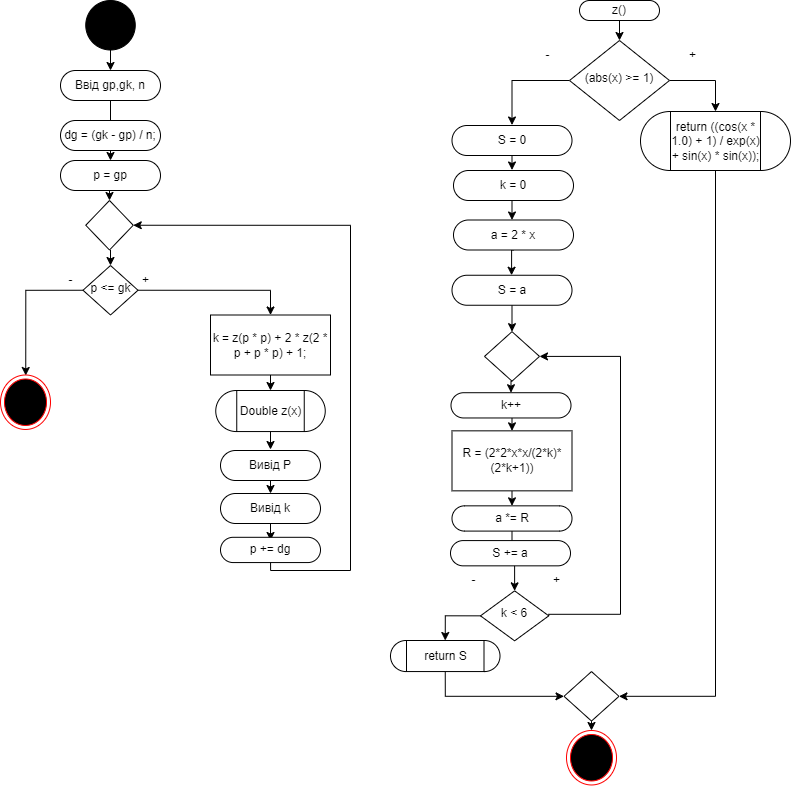 Ввід gp,gk, n
dg = (gk - gp) / n;
p = gp
-
+
p <= gk
k = z(p * p) + 2 * z(2 *
p + p * p) + 1;
Double z(x)
Вивід P
Вивід k
p += dg
z()
-
+
(abs(x) >= 1)
return ((cos(x *
1.0) + 1) / exp(x)
+ sin(x) * sin(x));
S = 0
k = 0
a = 2 * x
S = a
k++
R = (2*2*x*x/(2*k)*
(2*k+1))
a *= R
S += a
-
+
k < 6
return S